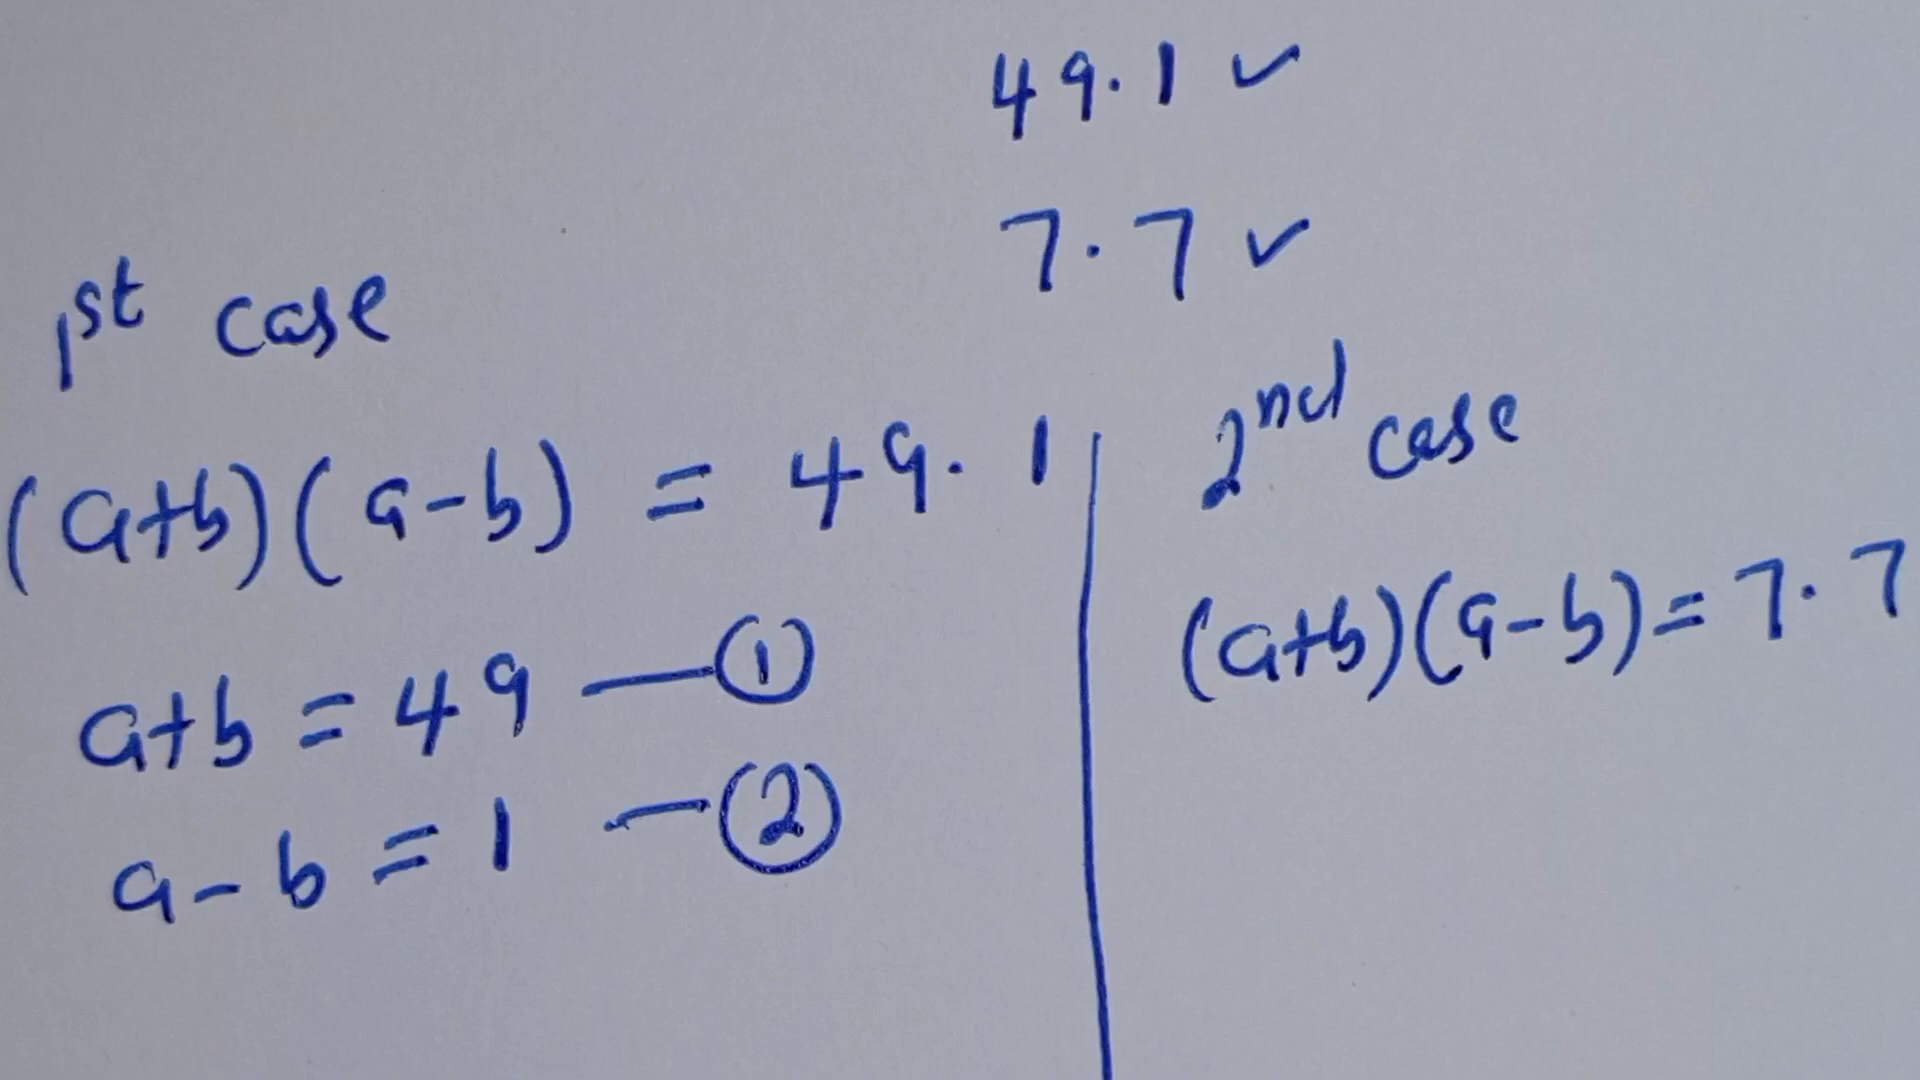 49.1 ✓
7.7 ✓
1st case
(a+b)(a-b) = 49.1
a+b = 49 —①
a-b = 1 —②
2nd case
(a+b)(a-b) = 7.7